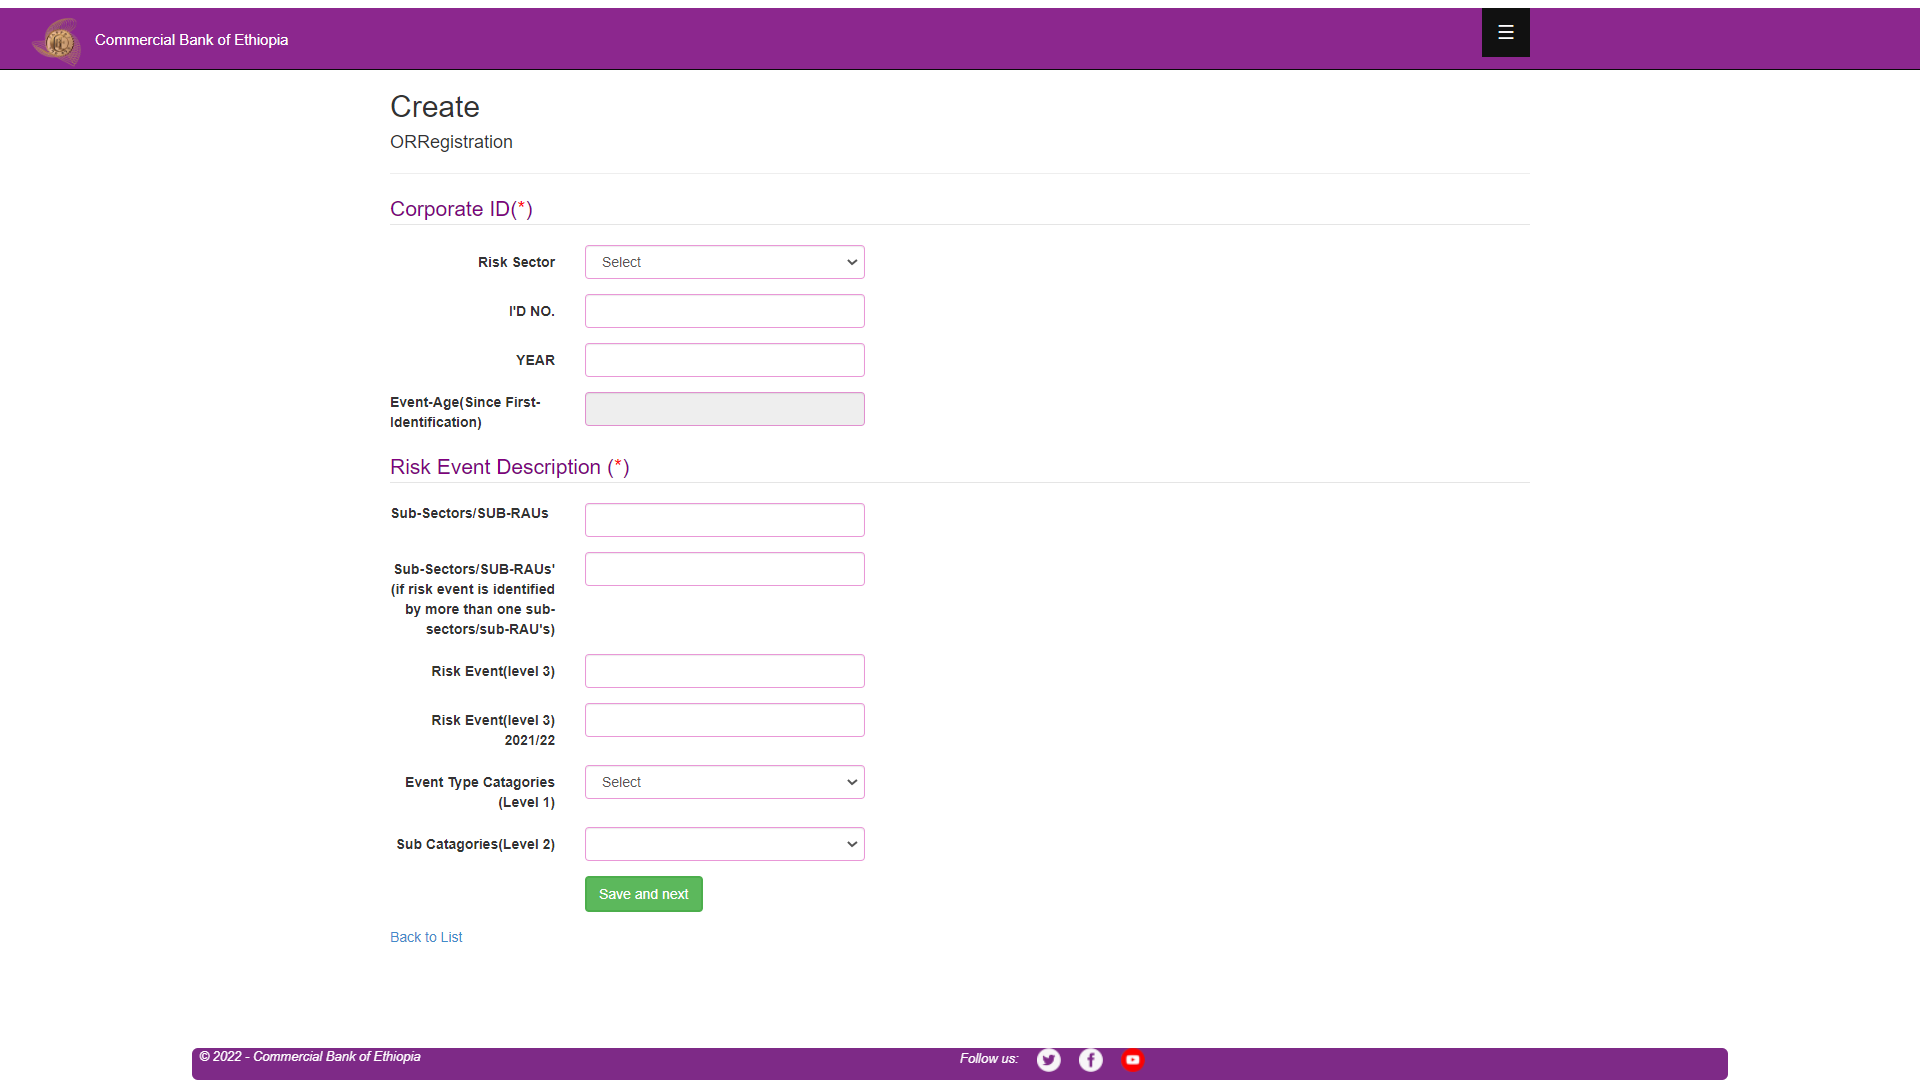 Commercial Bank of Ethiopia
☰
Create
ORRegistration
Corporate ID(*)
Risk Sector
Select
I'D NO.
YEAR
Event-Age(Since First-
Identification)
Risk Event Description (*)
Sub-Sectors/SUB-RAUs
Sub-Sectors/SUB-RAUs'
(if risk event is identified
by more than one sub-
sectors/sub-RAU's)
Risk Event(level 3)
Risk Event(level 3)
2021/22
Event Type Catagories
(Level 1)
Select
Sub Catagories(Level 2)
Save and next
Back to List
© 2022 - Commercial Bank of Ethiopia
Follow us: